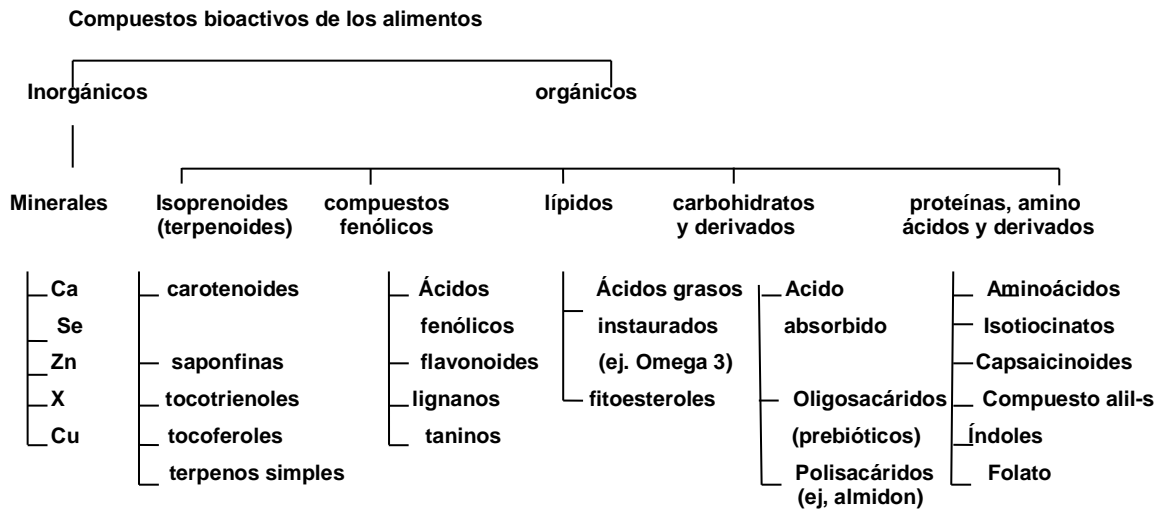 Compuestos bioactivos de los alimentos
Inorgánicos
orgánicos
Minerales
Isoprenoides
(terpenoides)
compuestos
fenólicos
lípidos
carbohidratos
y derivados
proteínas, amino
ácidos y derivados
Ca
Se
Zn
X
Cu
carotenoides
saponfinas
tocotrienoles
tocoferoles
terpenos simples
Ácidos
fenólicos
flavonoides
lignanos
taninos
Ácidos grasos
instaurados
(ej. Omega 3)
fitoesteroles
Acido
absorbido
Oligosacáridos
(prebióticos)
Polisacáridos
(ej, almidon)
Aminoácidos
Isotiocinatos
Capsaicinoides
Compuesto alil-s
Índoles
Folato